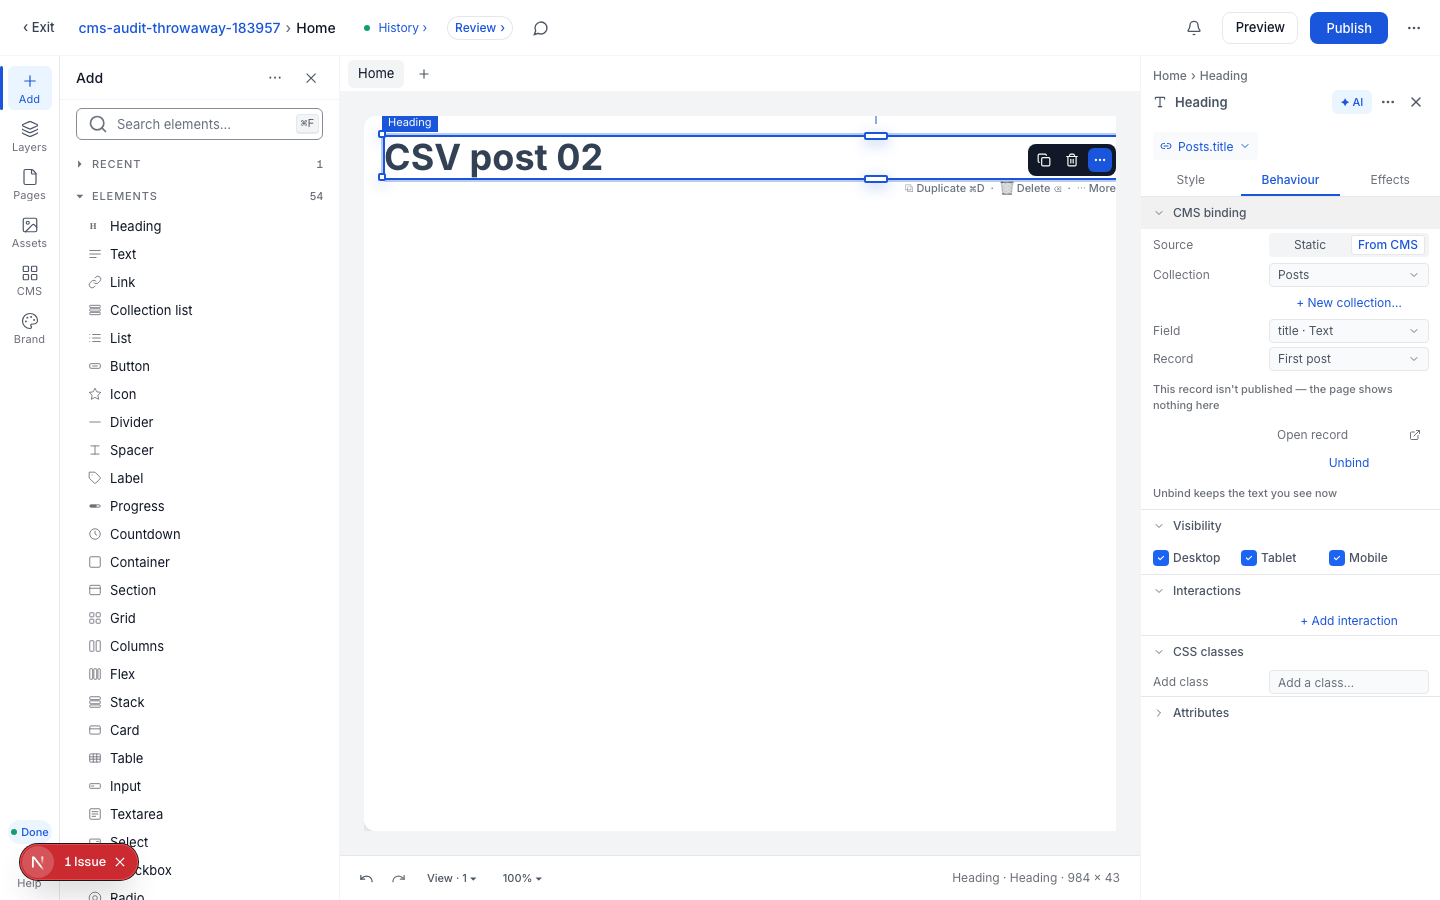 ‹ Exit
cms-audit-throwaway-183957 › Home
History ›
Review ›
Preview
Publish
Add
Layers
Pages
Assets
CMS
Brand
Done
1 Issue
Help
Add
Search elements...
⌘F
RECENT 1
ELEMENTS 54
Heading
Text
Link
Collection list
List
Button
Icon
Divider
Spacer
Label
Progress
Countdown
Container
Section
Grid
Columns
Flex
Stack
Card
Table
Input
Textarea
Select
ckbox
Radio
Home
Heading
CSV post 02
Duplicate ⌘D · Delete ⌫ · ··· More
View · 1
100%
Heading · Heading · 984 × 43
Home › Heading
Heading
AI
Posts.title
Style Behaviour Effects
CMS binding
Source Static From CMS
Collection Posts
+ New collection...
Field title · Text
Record First post
This record isn't published — the page shows
nothing here
Open record
Unbind
Unbind keeps the text you see now
Visibility
Desktop Tablet Mobile
Interactions
+ Add interaction
CSS classes
Add class Add a class...
Attributes